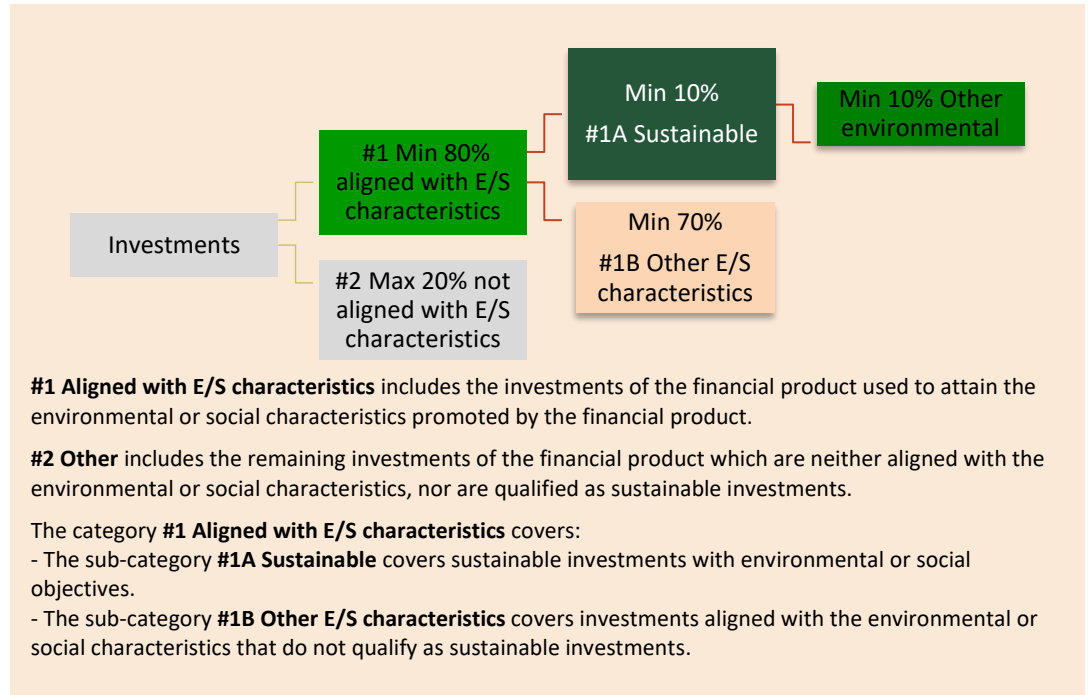 Investments
#1 Min 80%
aligned with E/S
characteristics
#2 Max 20% not
aligned with E/S
characteristics
Min 10%
#1A Sustainable
Min 70%
#1B Other E/S
characteristics
Min 10% Other
environmental
#1 Aligned with E/S characteristics includes the investments of the financial product used to attain the
environmental or social characteristics promoted by the financial product.
#2 Other includes the remaining investments of the financial product which are neither aligned with the
environmental or social characteristics, nor are qualified as sustainable investments.
The category #1 Aligned with E/S characteristics covers:
- The sub-category #1A Sustainable covers sustainable investments with environmental or social
objectives.
- The sub-category #1B Other E/S characteristics covers investments aligned with the environmental or
social characteristics that do not qualify as sustainable investments.